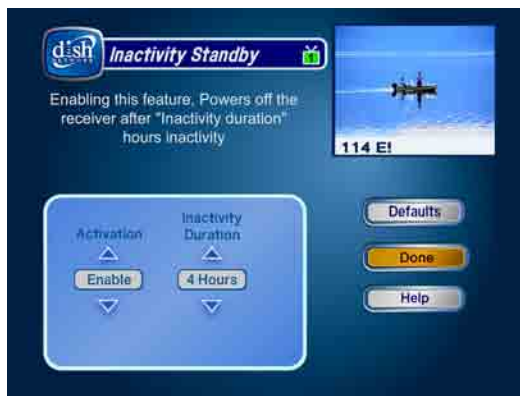 dish
NETWORK
Inactivity Standby
1
Enabling this feature, Powers off the
receiver after "Inactivity duration"
hours inactivity
114 E!
Activation
Inactivity
Duration
Enable
4 Hours
Defaults
Done
Help